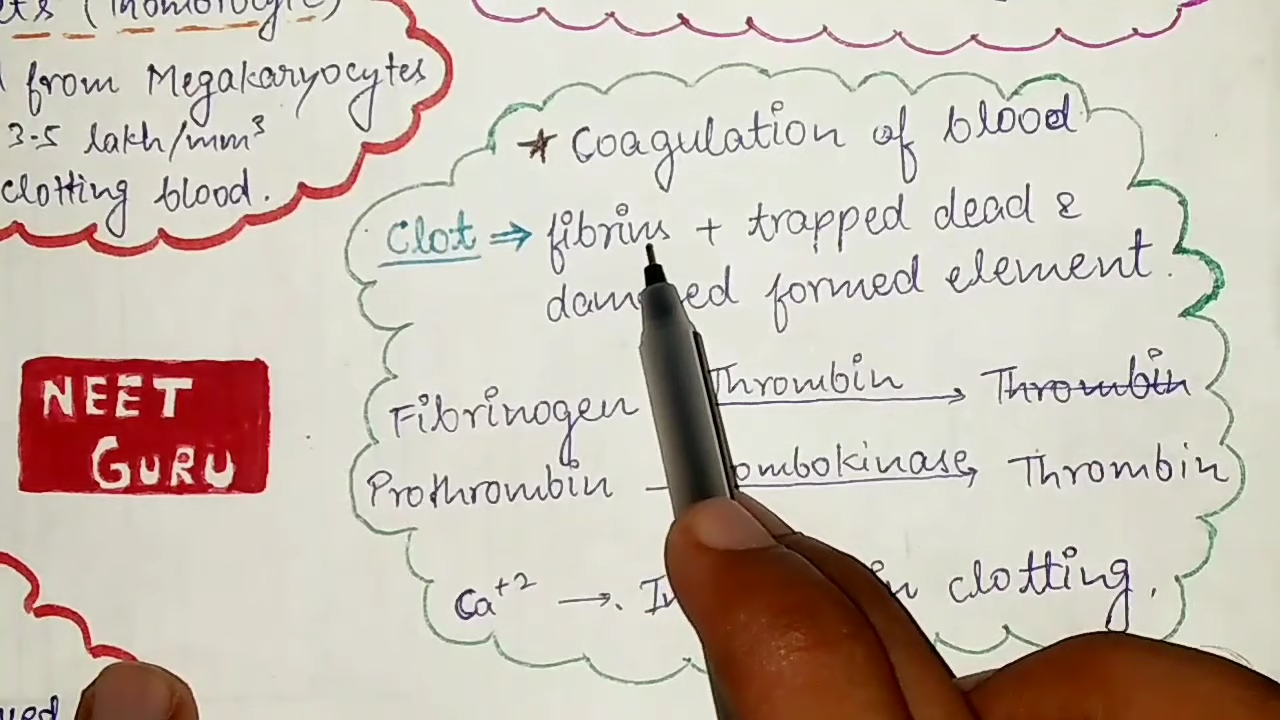 from Megakaryocytes
3-5 lakh/mm³
clotting blood.
NEET
GURU
★ Coagulation of blood
Clot ⇒ fibrins + trapped dead &
formed element.
Fibrinogen Thrombin → Thrombin
Prothrombin → Thrombin
Ca⁺² → clotting.